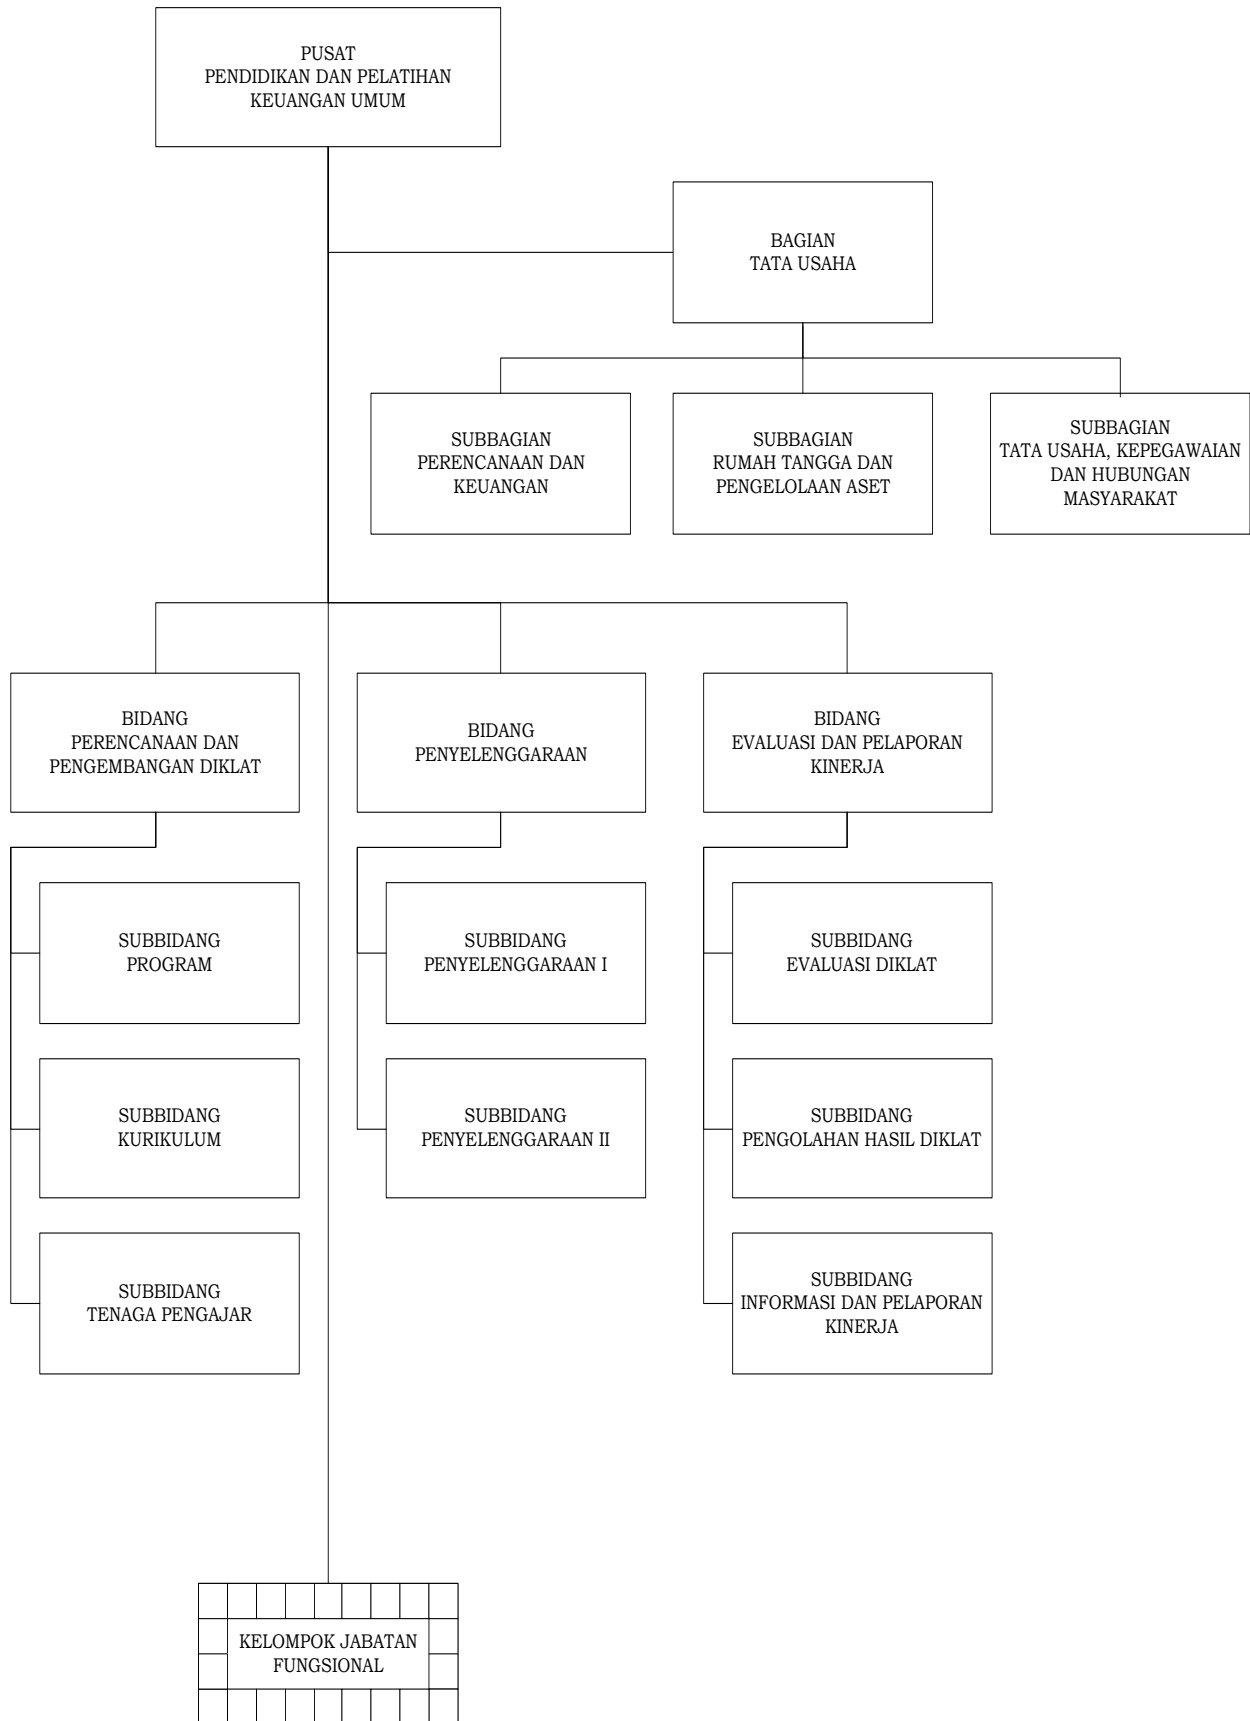 PUSAT
PENDIDIKAN DAN PELATIHAN
KEUANGAN UMUM
BAGIAN
TATA USAHA
SUBBAGIAN
PERENCANAAN DAN
KEUANGAN
SUBBAGIAN
RUMAH TANGGA DAN
PENGELOLAAN ASET
SUBBAGIAN
TATA USAHA, KEPEGAWAIAN
DAN HUBUNGAN
MASYARAKAT
BIDANG
PERENCANAAN DAN
PENGEMBANGAN DIKLAT
BIDANG
PENYELENGGARAAN
BIDANG
EVALUASI DAN PELAPORAN
KINERJA
SUBBIDANG
PROGRAM
SUBBIDANG
PENYELENGGARAAN I
SUBBIDANG
EVALUASI DIKLAT
SUBBIDANG
KURIKULUM
SUBBIDANG
PENYELENGGARAAN II
SUBBIDANG
PENGOLAHAN HASIL DIKLAT
SUBBIDANG
TENAGA PENGAJAR
SUBBIDANG
INFORMASI DAN PELAPORAN
KINERJA
KELOMPOK JABATAN
FUNGSIONAL